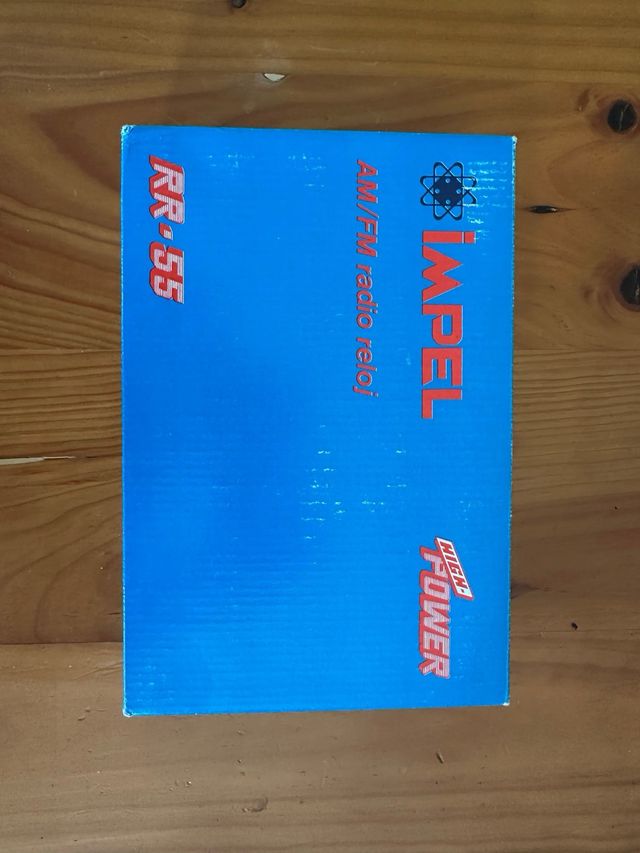 IMPEL
HIGH-
POWER
AM/FM radio reloj
RR-55